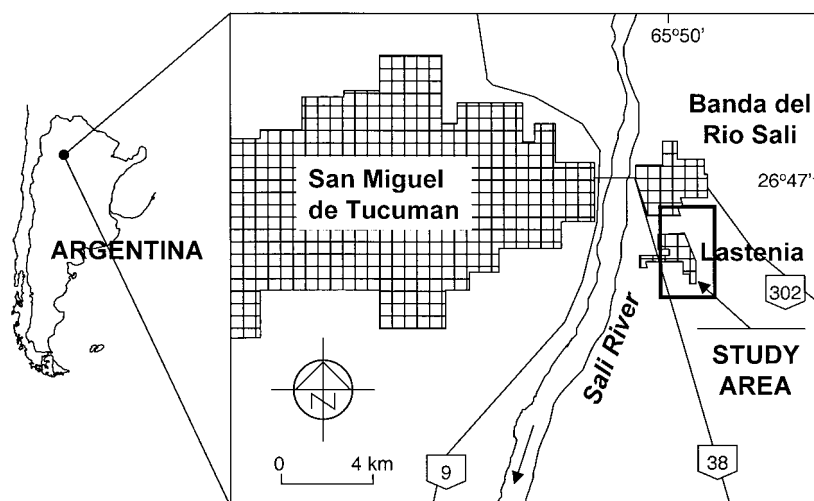 65°50'
Banda del
Rio Sali
San Miguel
de Tucuman
26°47'
ARGENTINA
Lastenia
302
Sali River
STUDY
AREA
N
0 4 km
9
38